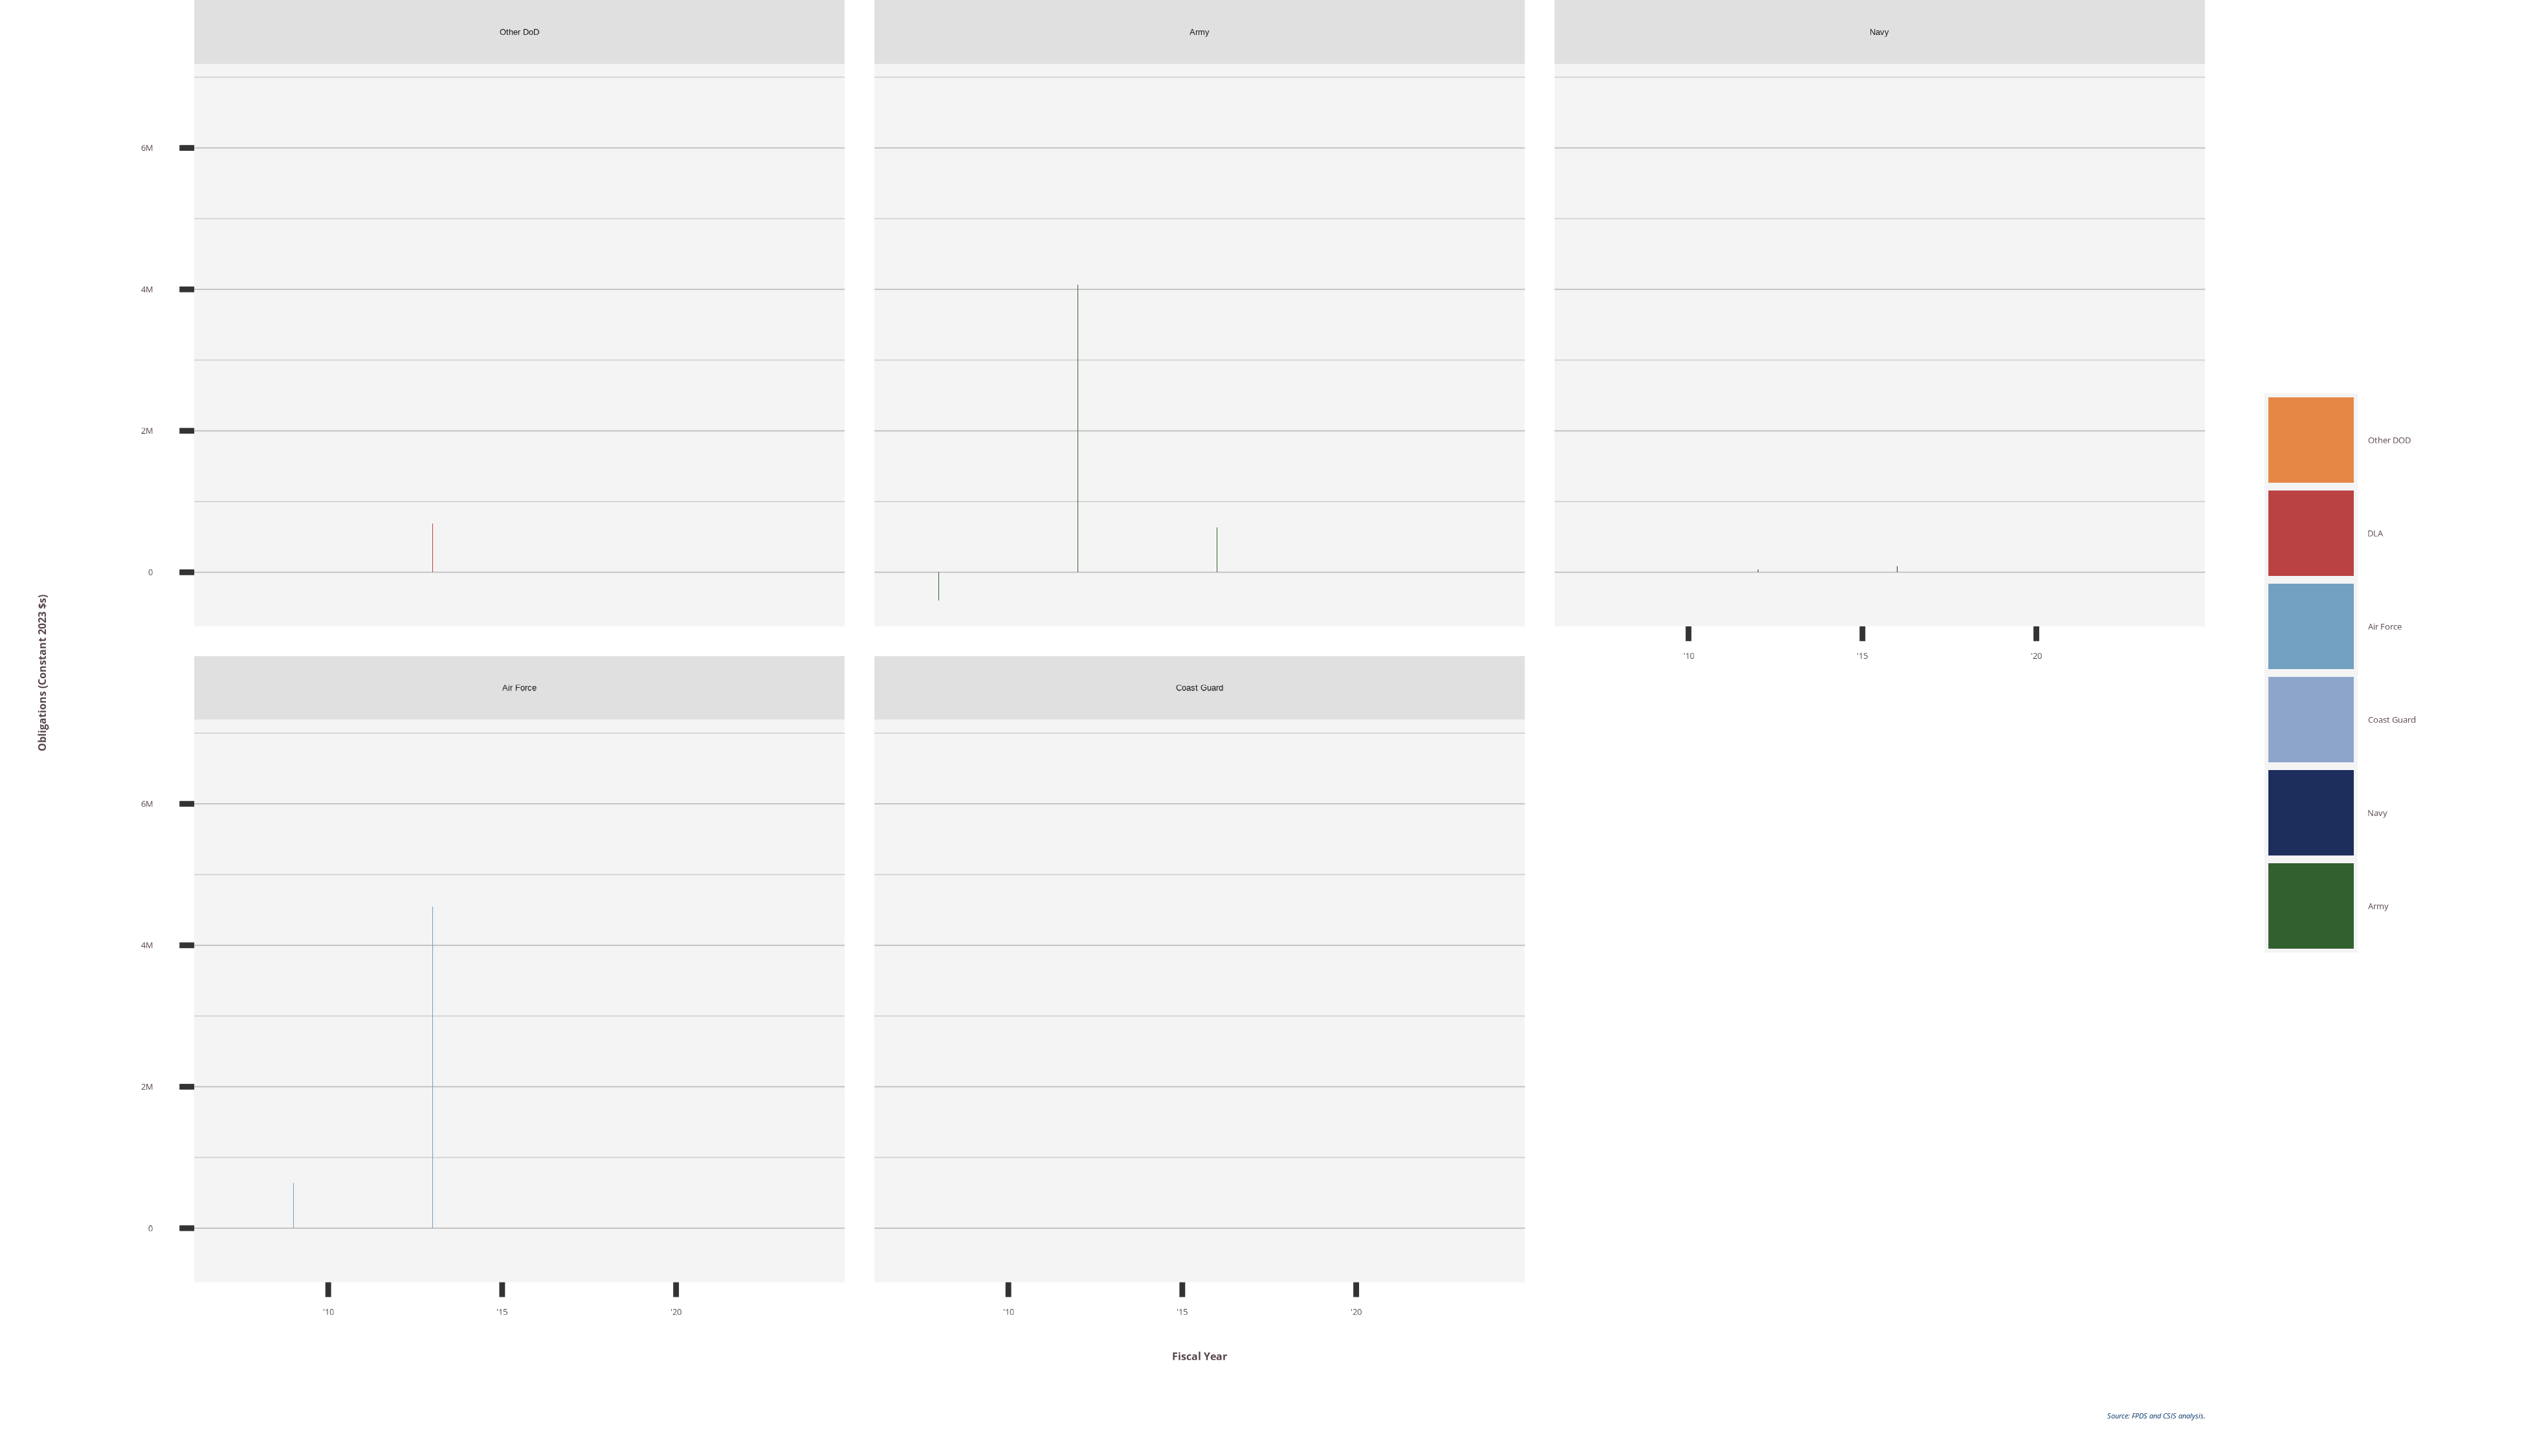 Other DoD
Army
Navy
6M
4M
2M
0
'10
'15
'20
Air Force
Coast Guard
6M
4M
2M
0
'10
'15
'20
'10
'15
'20
Obligations (Constant 2023 $s)
Fiscal Year
Other DOD
DLA
Air Force
Coast Guard
Navy
Army
Source: FPDS and CSIS analysis.